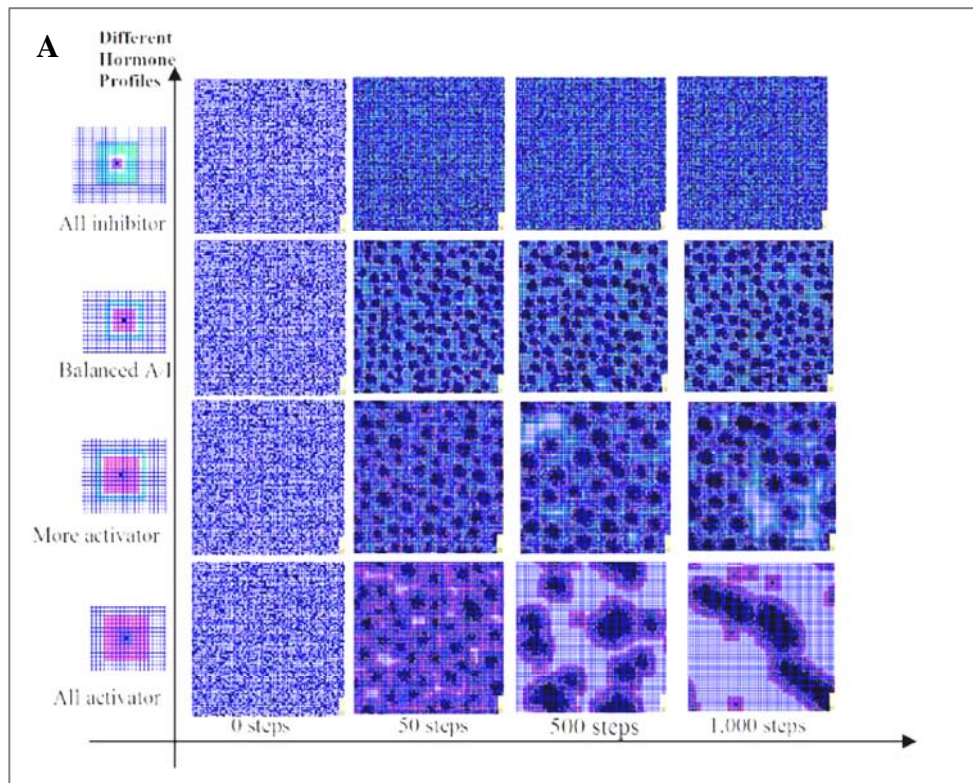 A
Different
Hormone
Profiles
All inhibitor
Balanced A-I
More activator
All activator
0 steps
50 steps
500 steps
1.000 steps